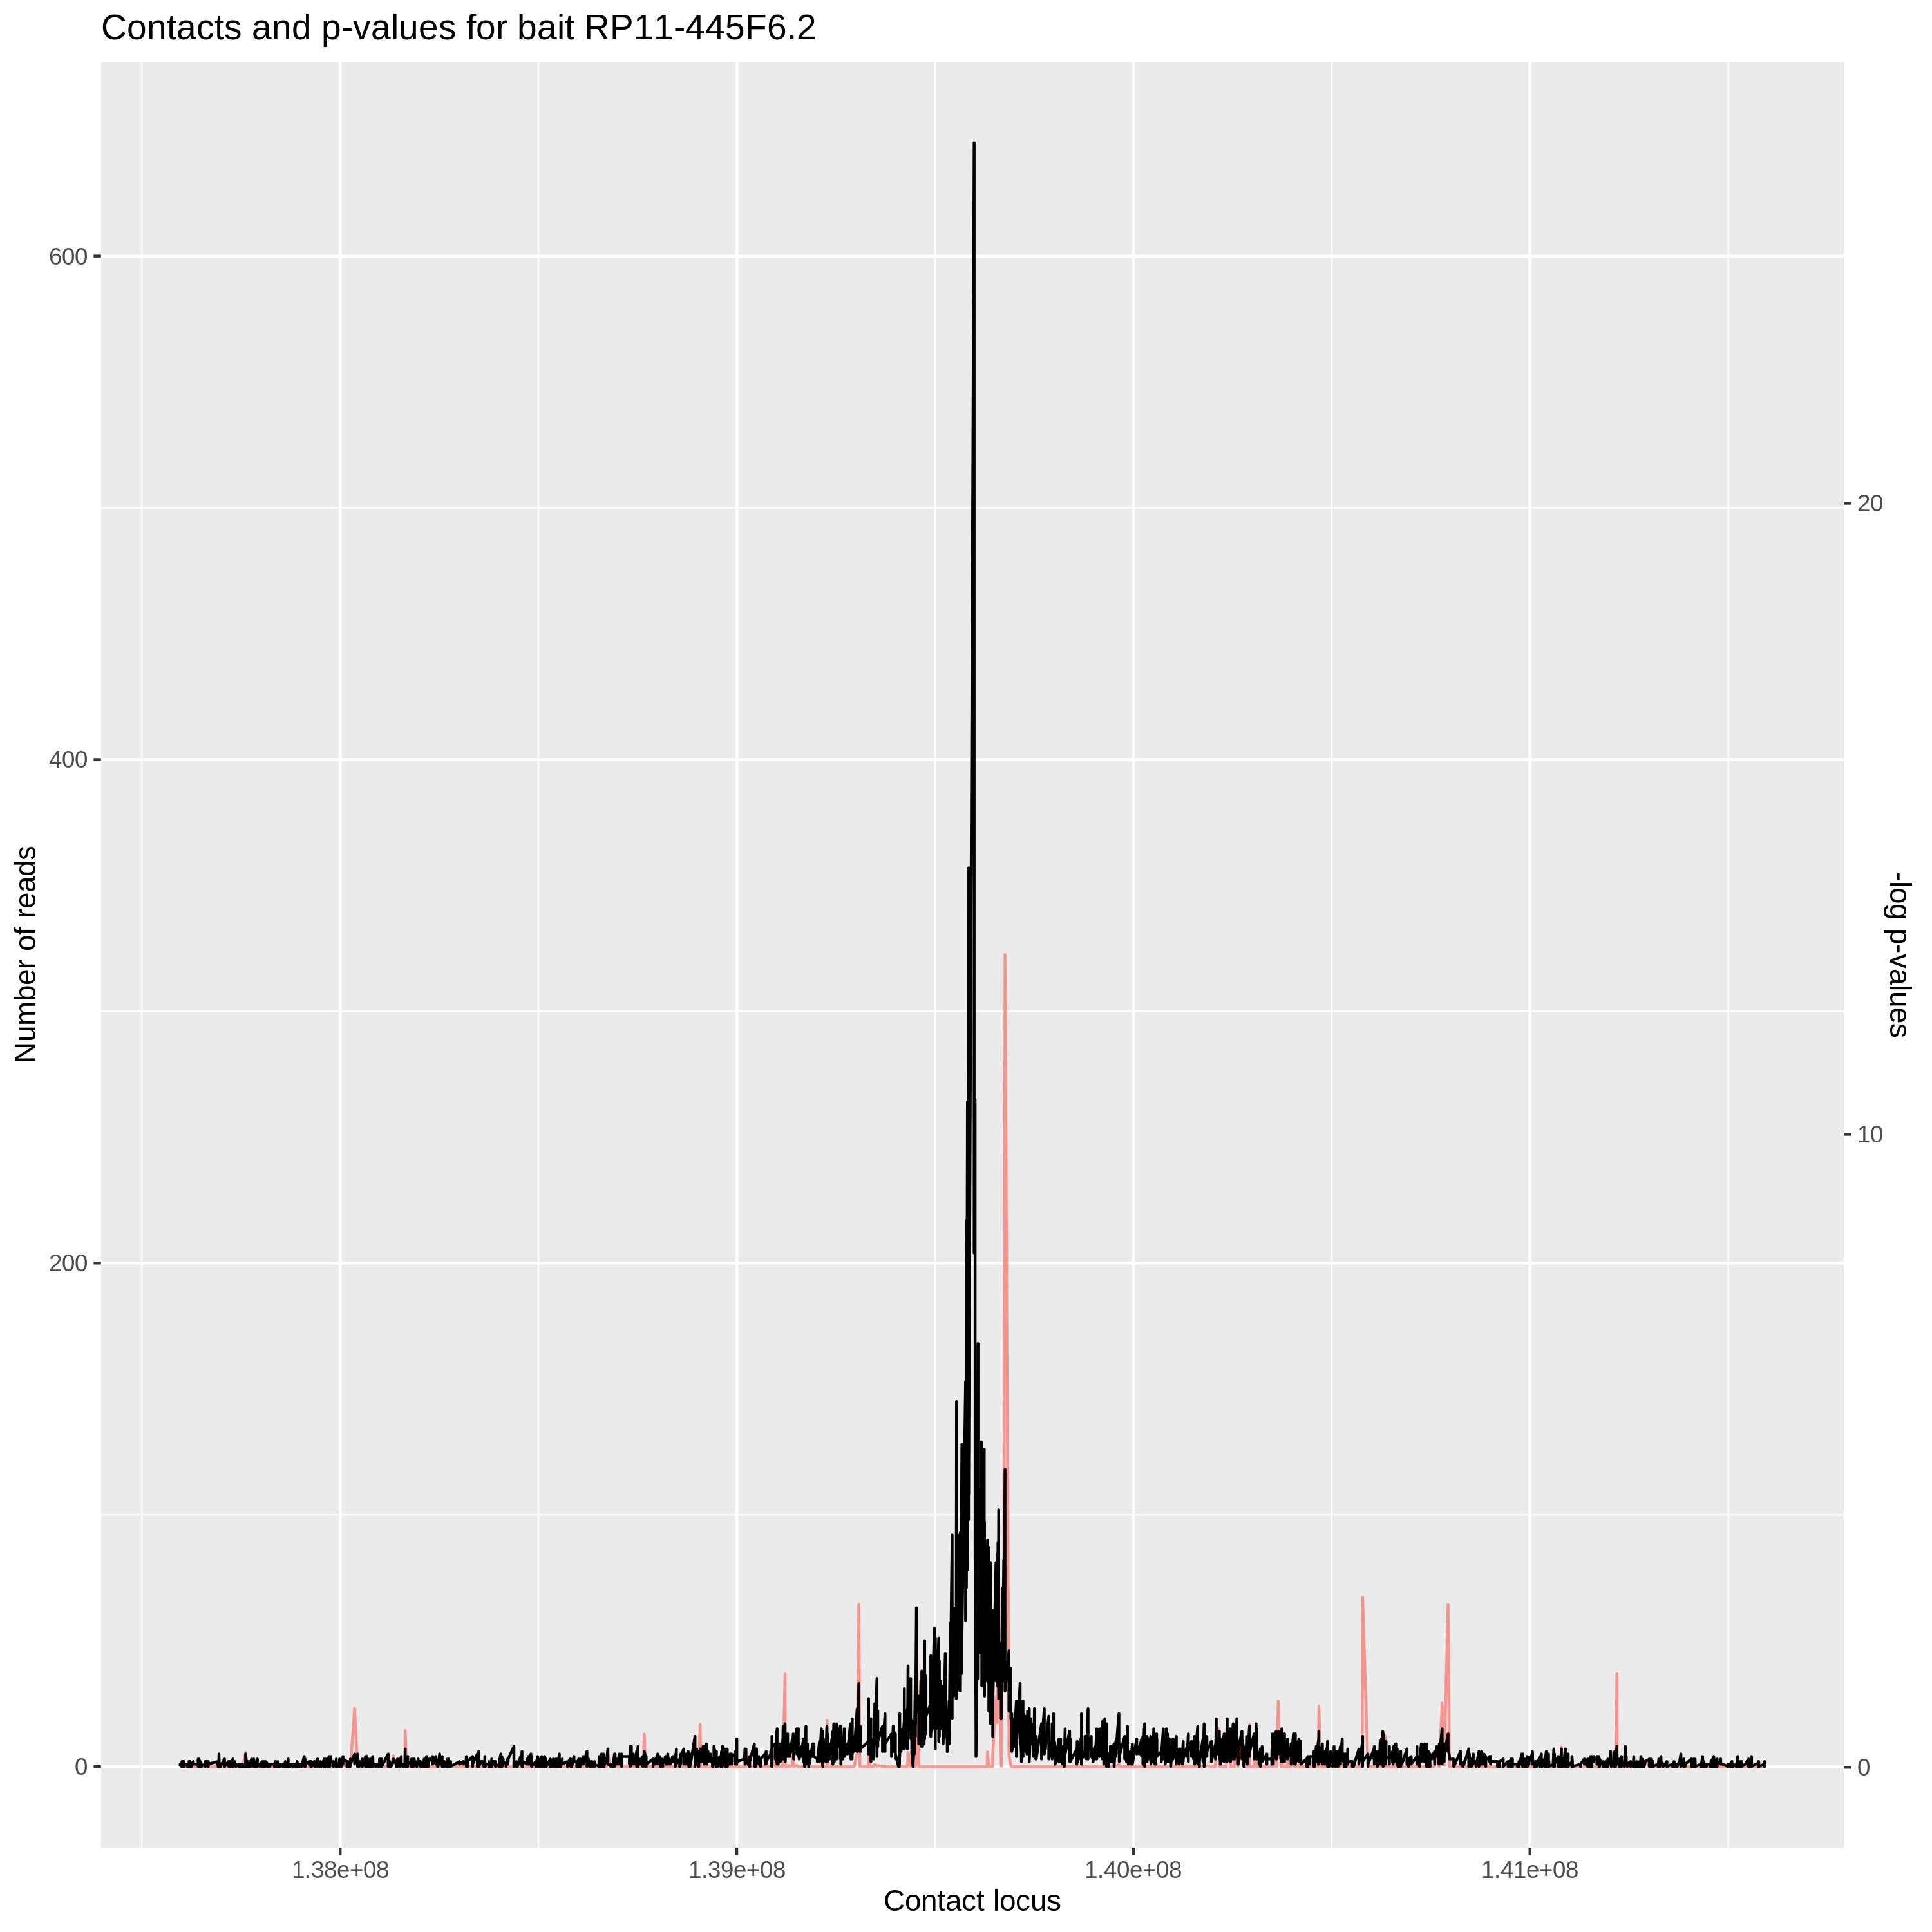 Contacts and p-values for bait RP11-445F6.2
600
400
200
0
Number of reads
20
10
0
-log p-values
1.38e+08
1.39e+08
1.40e+08
1.41e+08
Contact locus